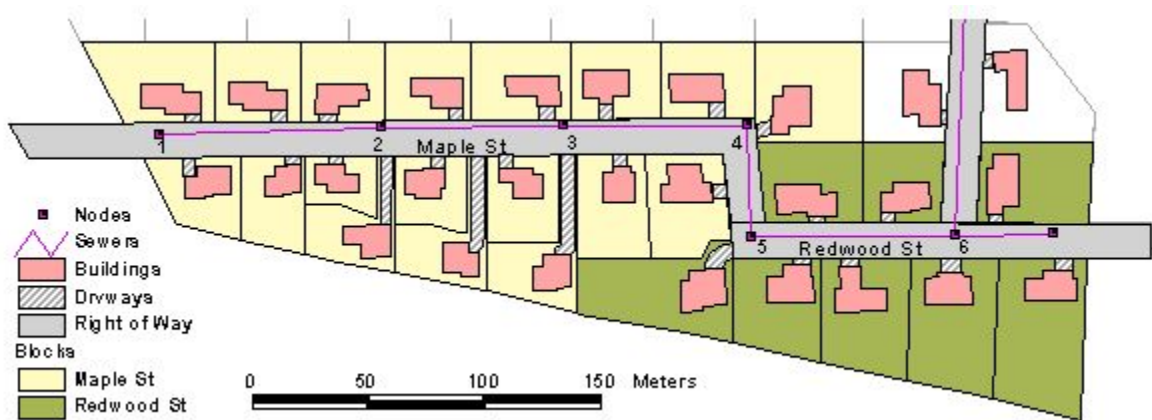 1
2
Maple St
3
4
5
Redwood St
6
Nodes
Sewers
Buildings
Drvways
Right of Way
Blocks
Maple St
Redwood St
0 50 100 150 Meters